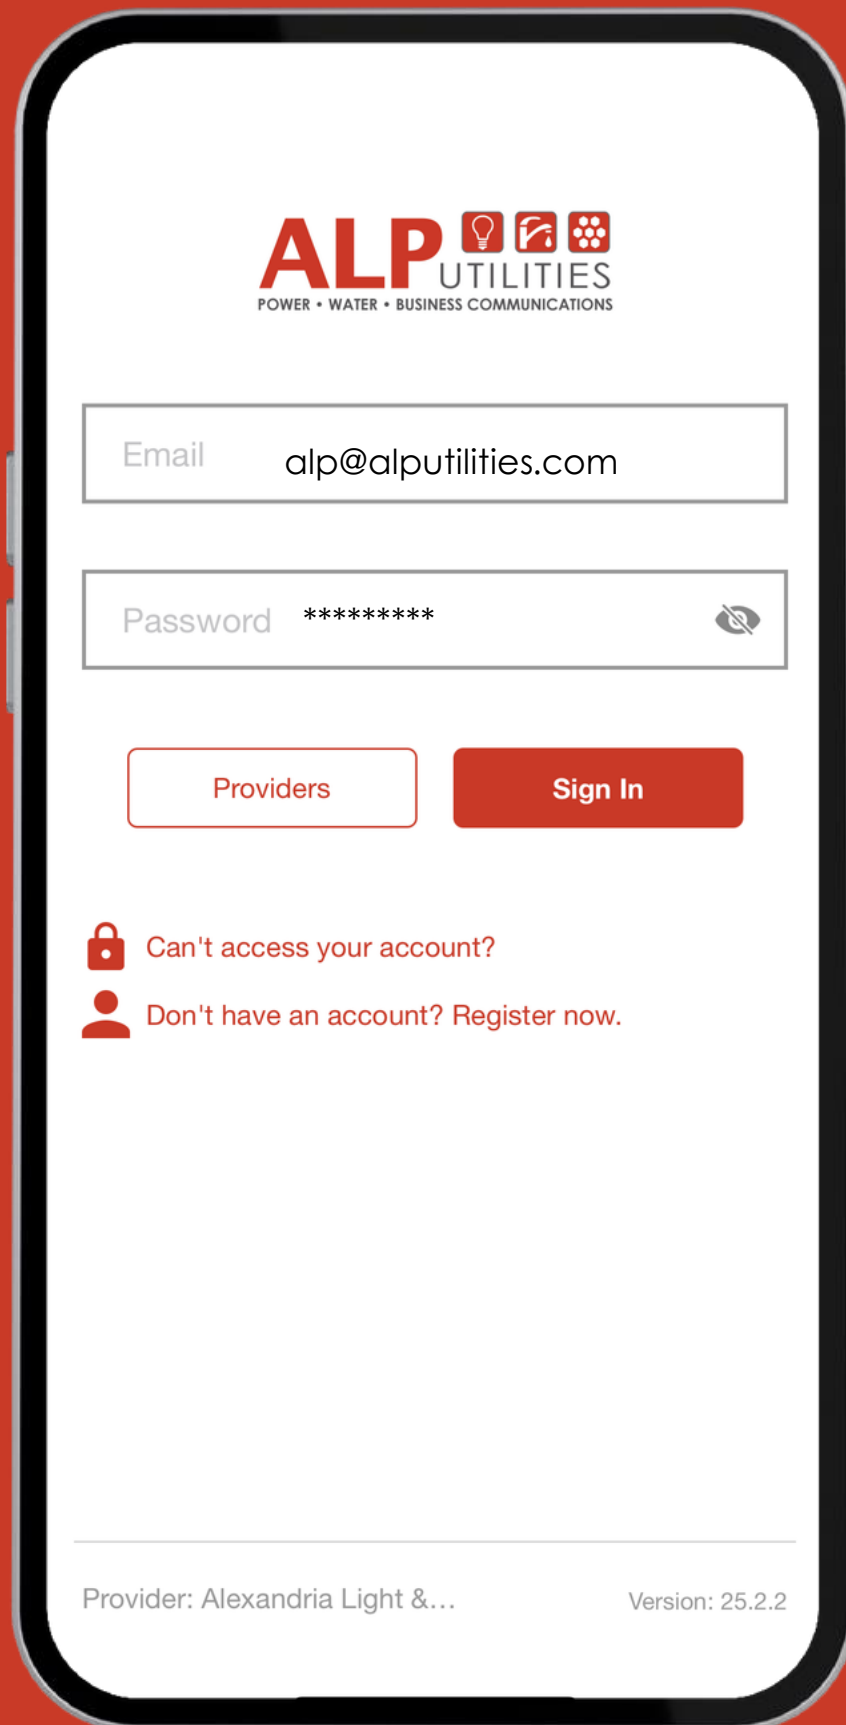 ALP UTILITIES
POWER • WATER • BUSINESS COMMUNICATIONS
Email alp@alputilities.com
Password *********
Providers Sign In
Can't access your account?
Don't have an account? Register now.
Provider: Alexandria Light &... Version: 25.2.2